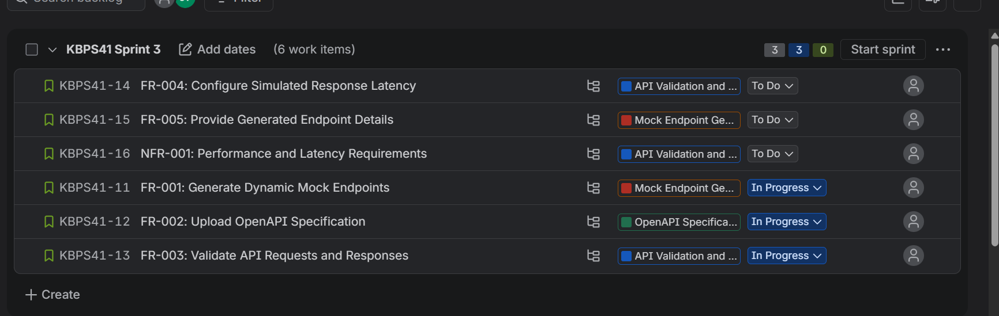 Search backlog
Filter
KBPS41 Sprint 3 Add dates (6 work items) 3 3 0 Start sprint
KBPS41-14 FR-004: Configure Simulated Response Latency API Validation and ... To Do
KBPS41-15 FR-005: Provide Generated Endpoint Details Mock Endpoint Ge... To Do
KBPS41-16 NFR-001: Performance and Latency Requirements API Validation and ... To Do
KBPS41-11 FR-001: Generate Dynamic Mock Endpoints Mock Endpoint Ge... In Progress
KBPS41-12 FR-002: Upload OpenAPI Specification OpenAPI Specifica... In Progress
KBPS41-13 FR-003: Validate API Requests and Responses API Validation and ... In Progress
Create